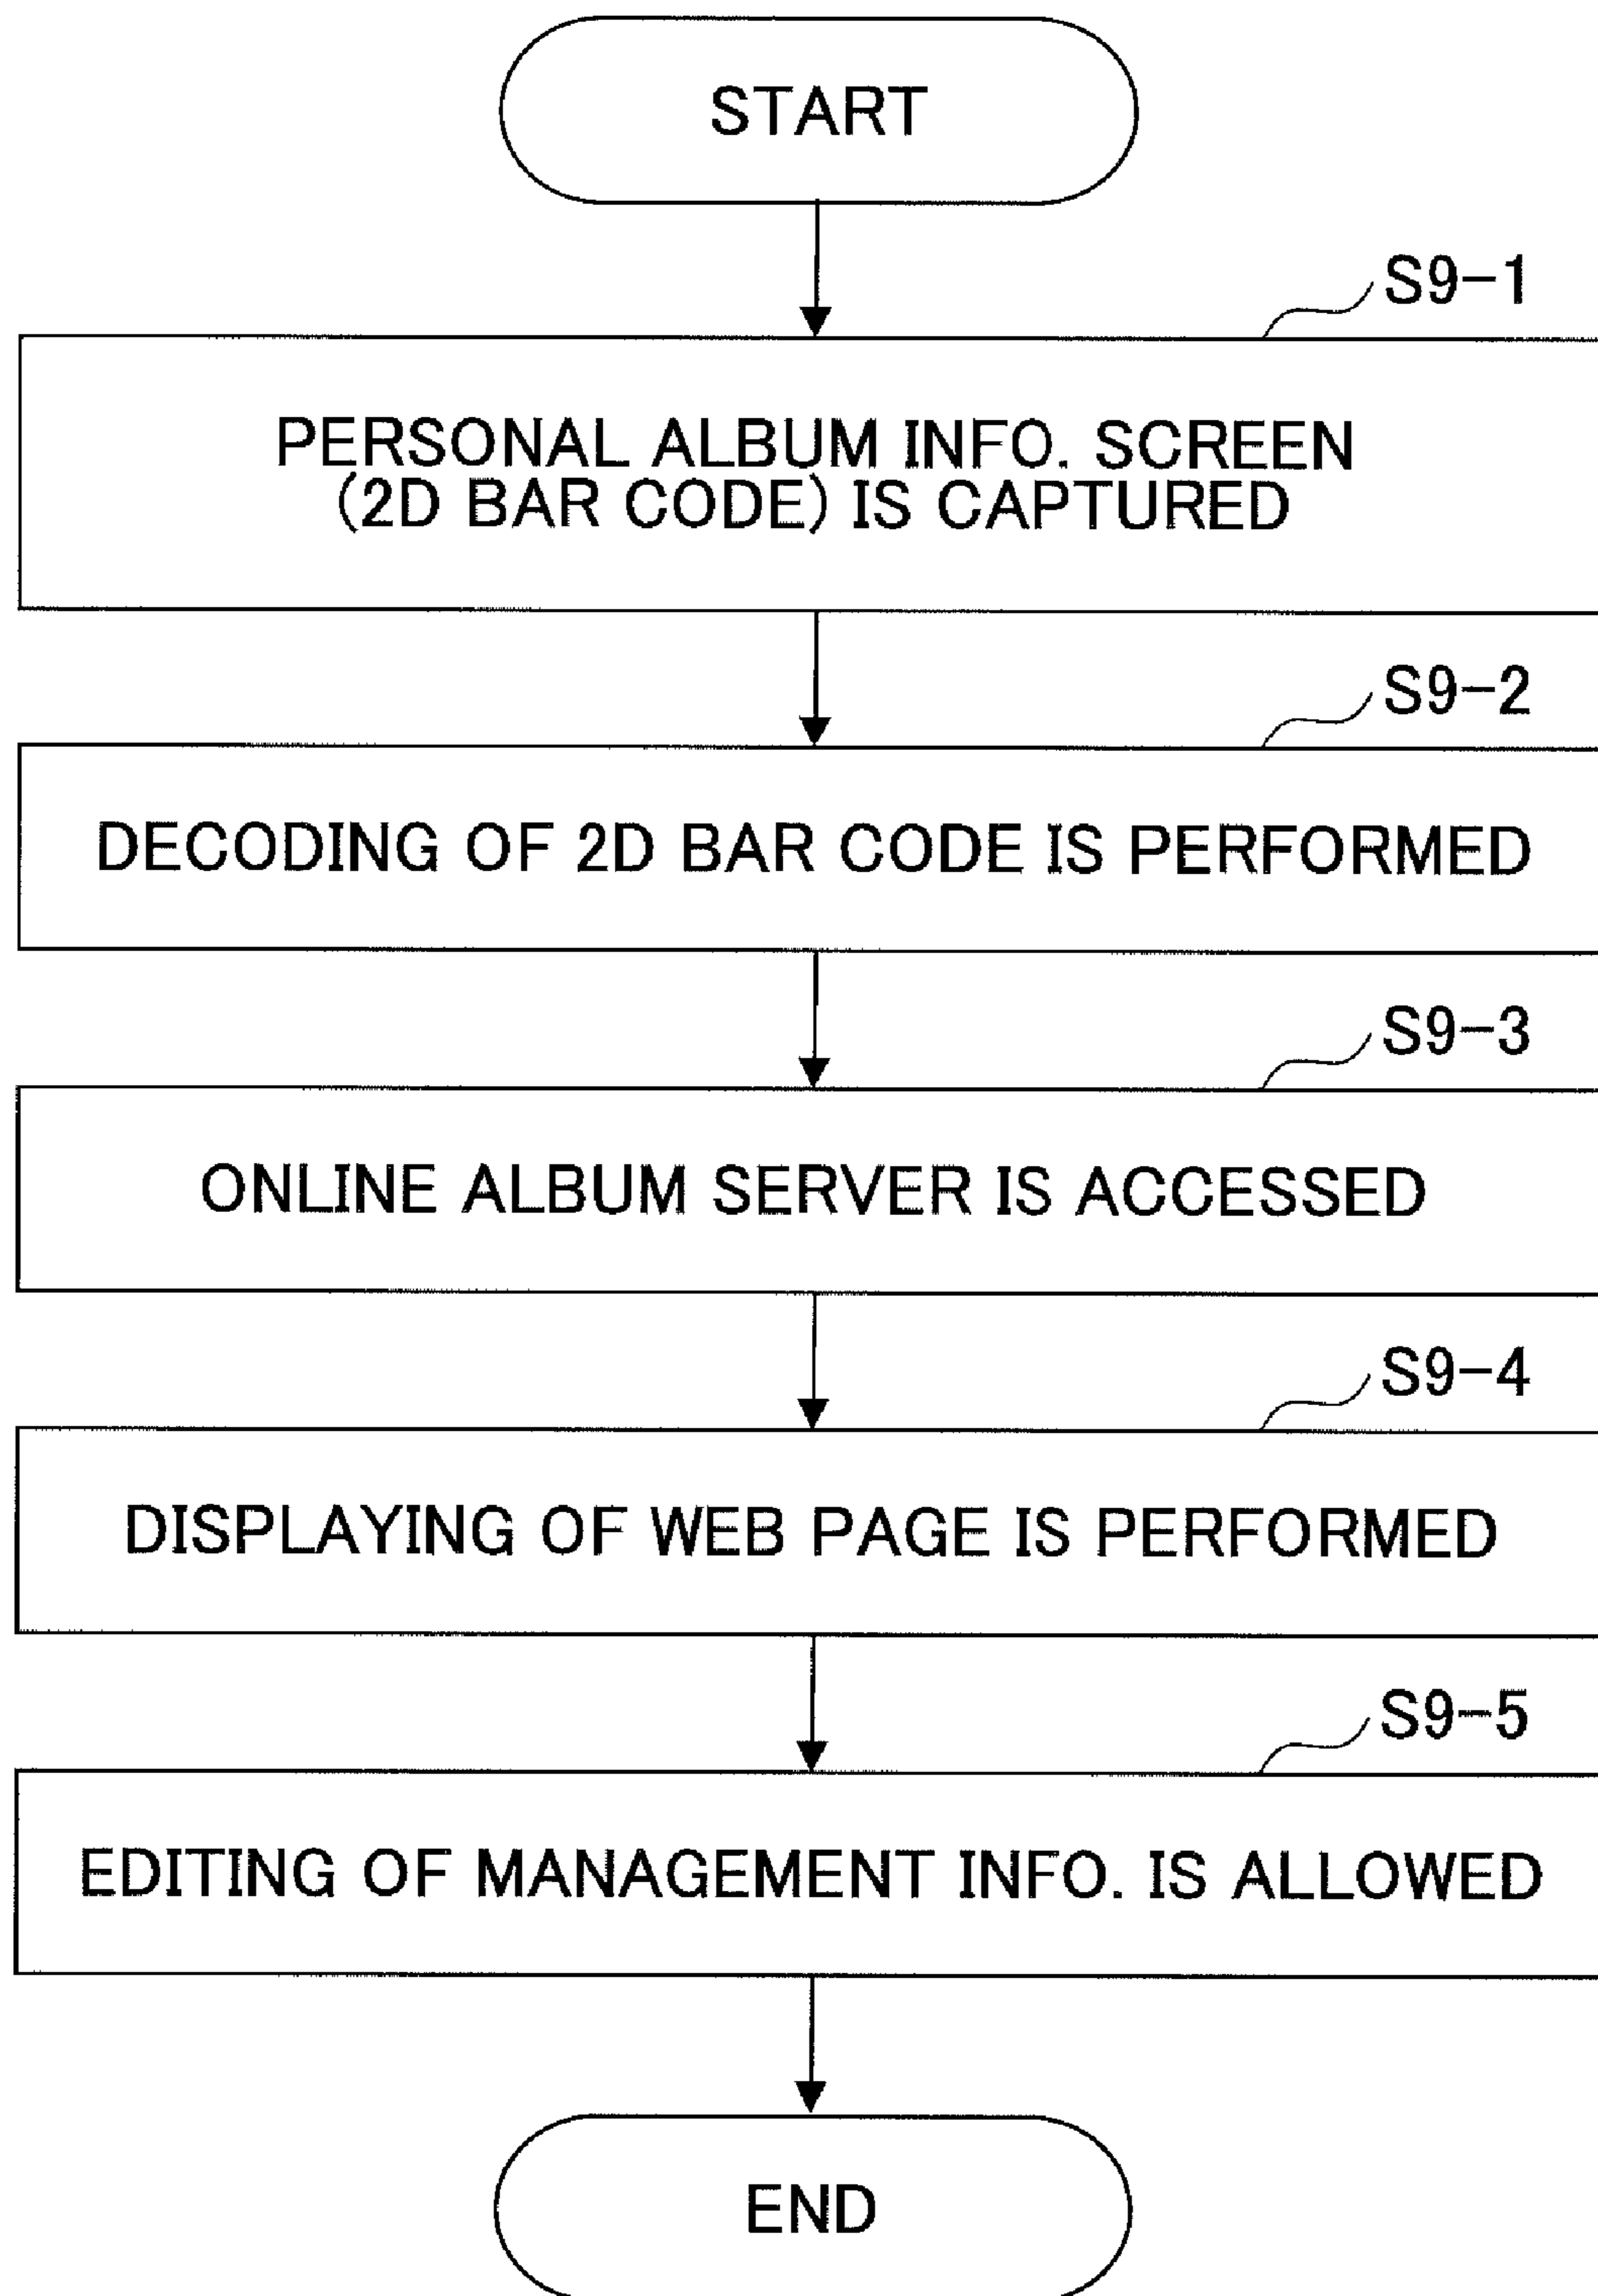 START
S9-1
PERSONAL ALBUM INFO. SCREEN
(2D BAR CODE) IS CAPTURED
S9-2
DECODING OF 2D BAR CODE IS PERFORMED
S9-3
ONLINE ALBUM SERVER IS ACCESSED
S9-4
DISPLAYING OF WEB PAGE IS PERFORMED
S9-5
EDITING OF MANAGEMENT INFO. IS ALLOWED
END